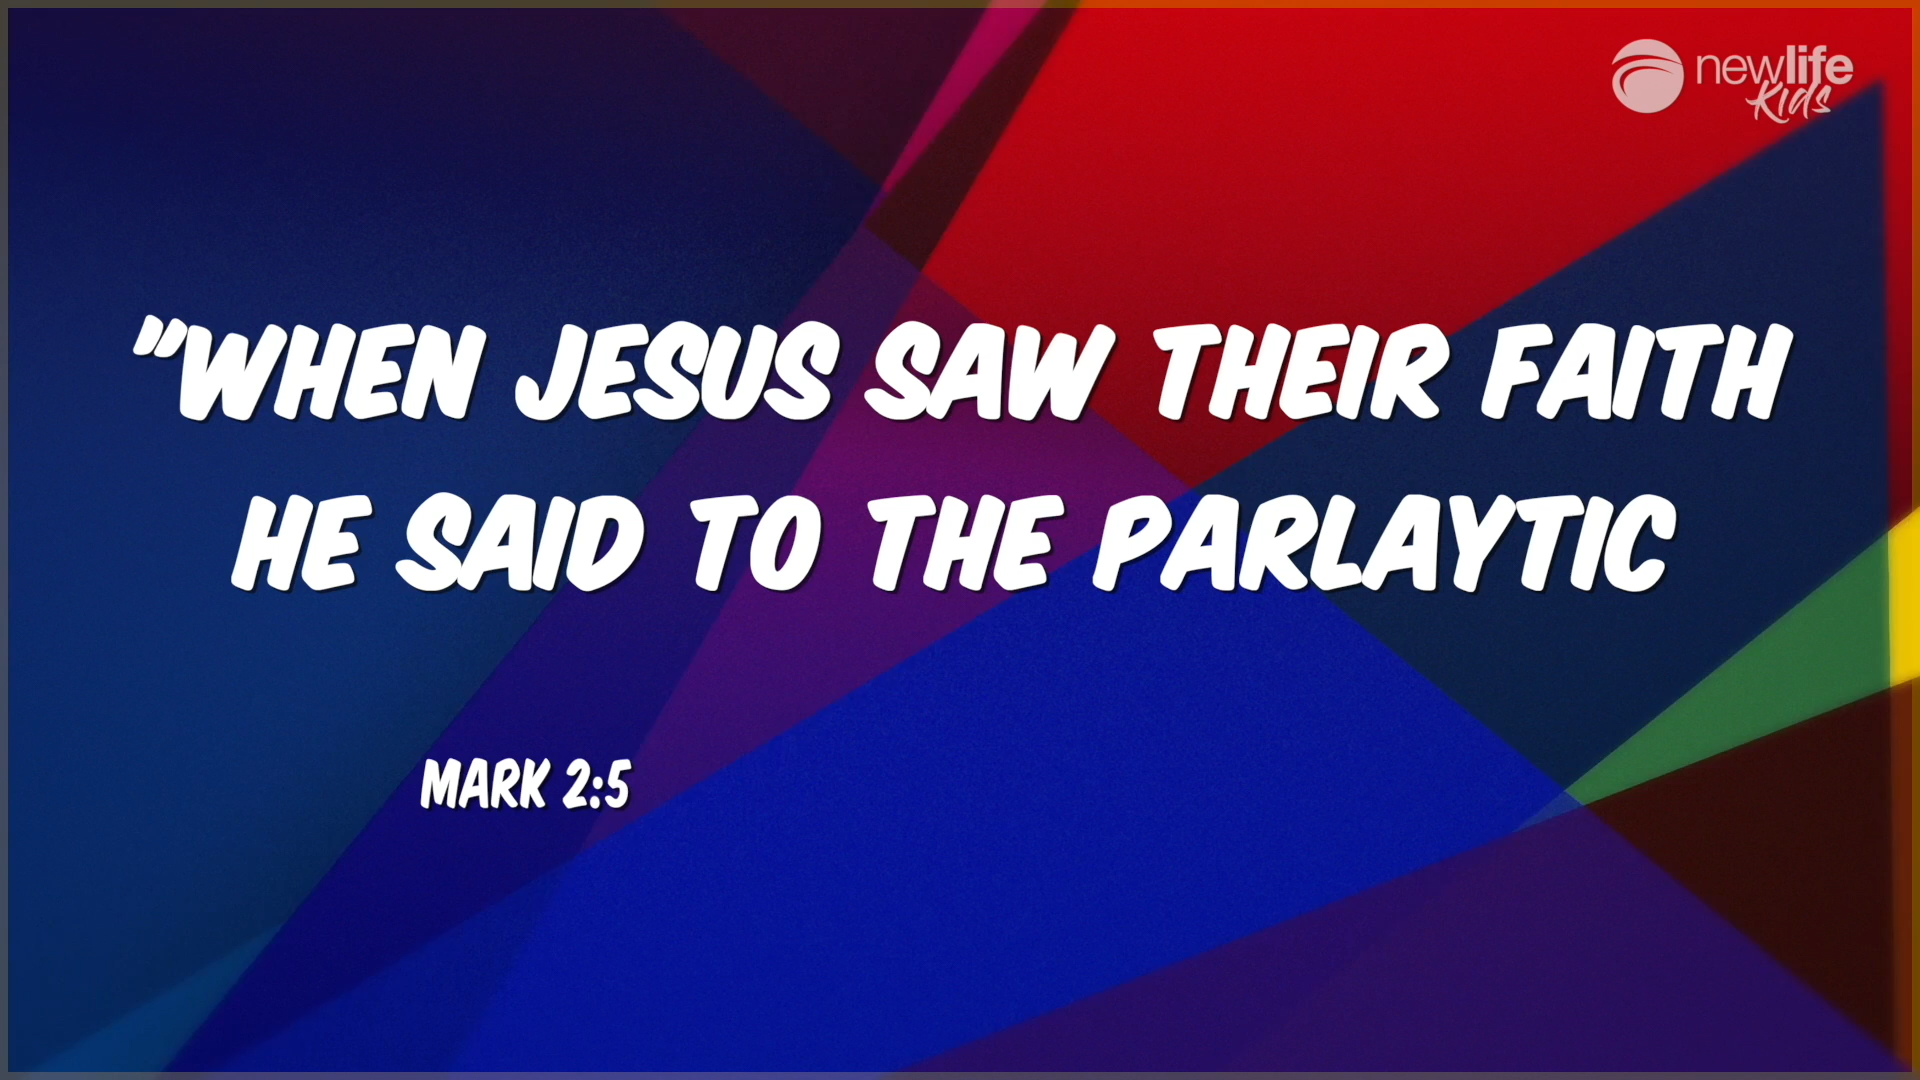 newlife
Kids
"WHEN JESUS SAW THEIR FAITH
HE SAID TO THE PARLAYTIC
MARK 2:5